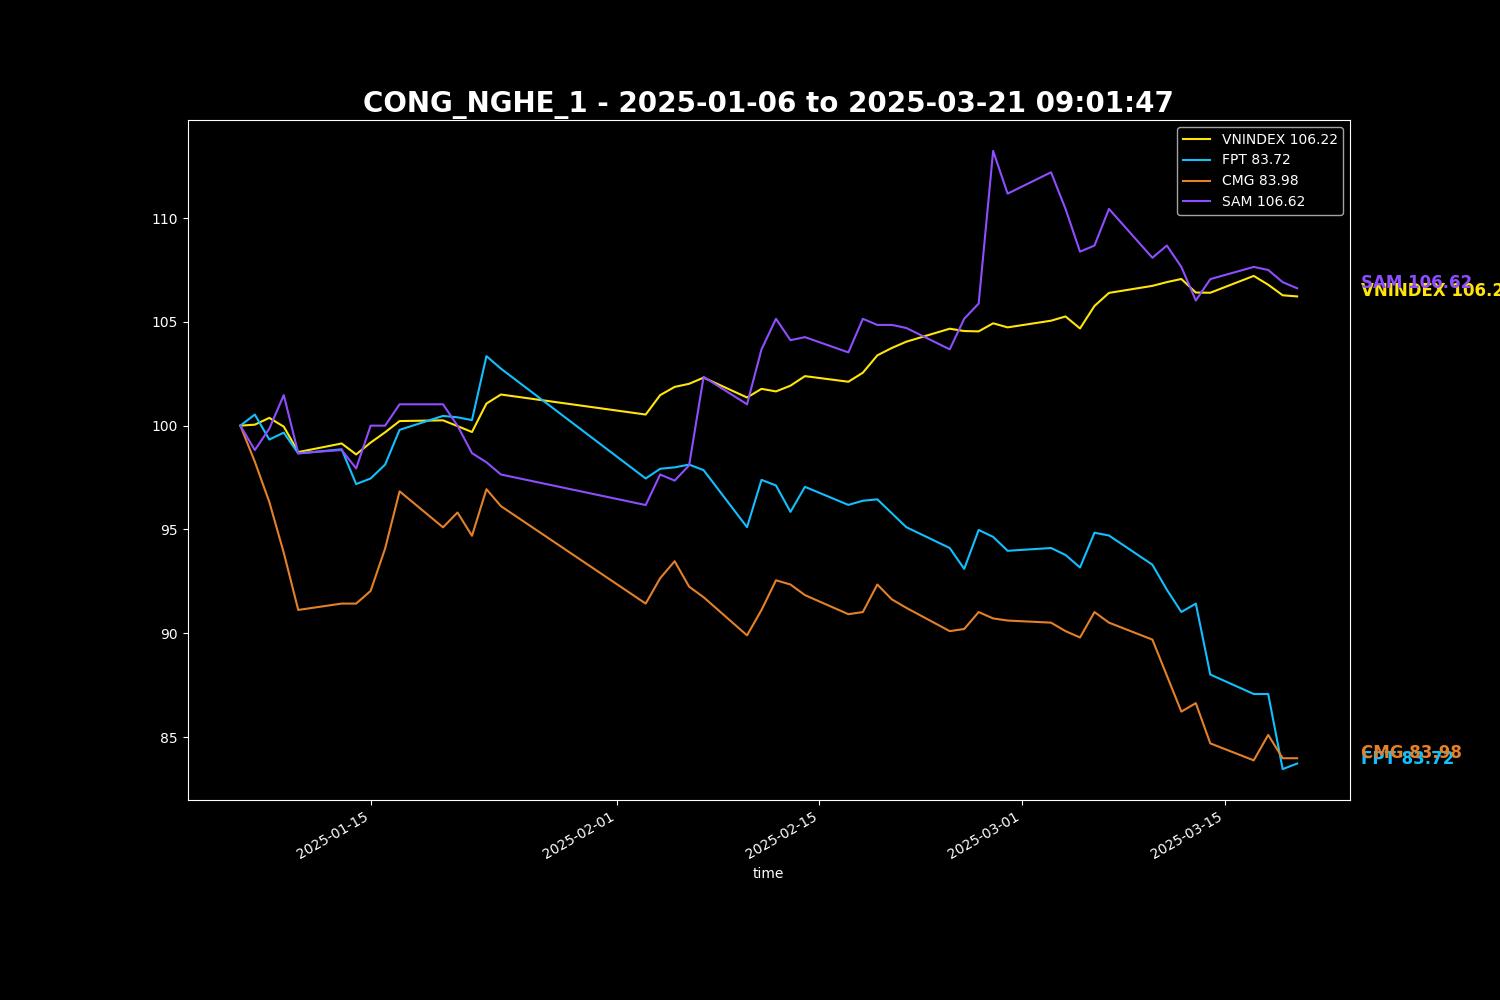 CONG_NGHE_1 - 2025-01-06 to 2025-03-21 09:01:47
VNINDEX 106.22
FPT 83.72
CMG 83.98
SAM 106.62
110
105
100
95
90
85
SAM 106.62
VNINDEX 106.2
CMG 83.98
FPT 83.72
2025-01-15
2025-02-01
2025-02-15
2025-03-01
2025-03-15
time